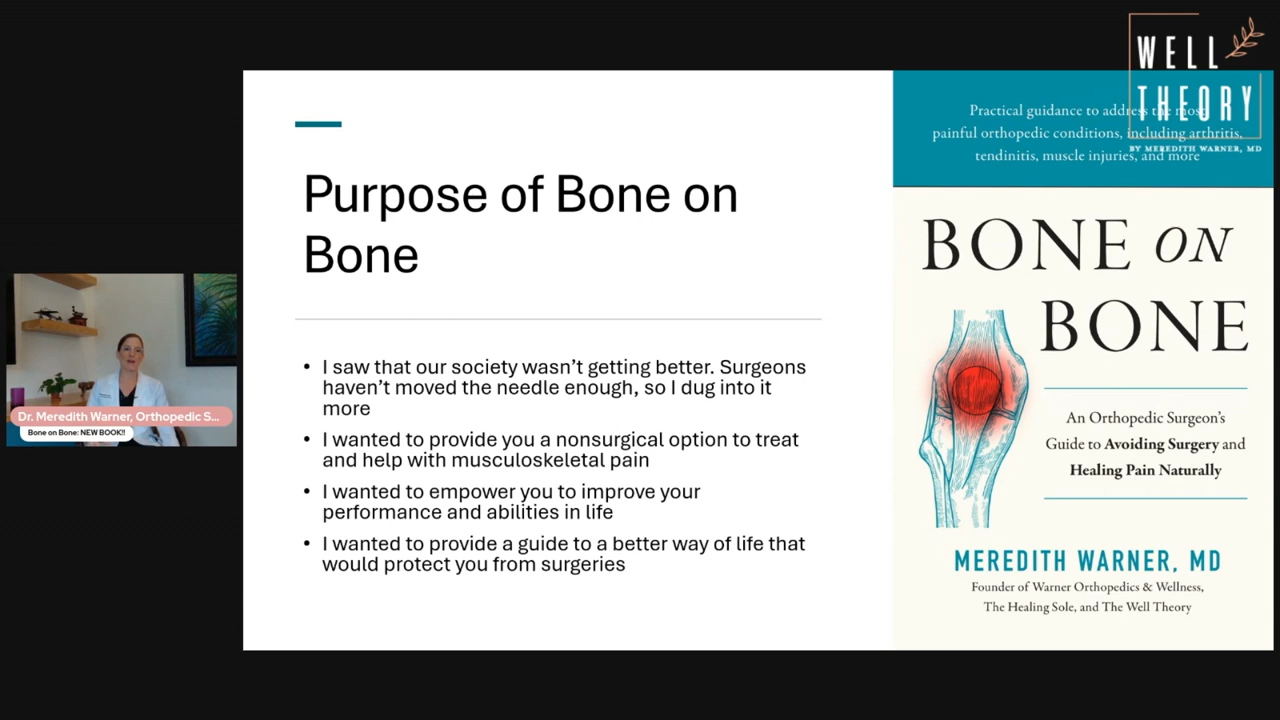 WELL
THEORY
BY MEREDITH WARNER, MD
Dr. Meredith Warner, Orthopedic S...
Bone on Bone: NEW BOOK!!
Purpose of Bone on
Bone
• I saw that our society wasn’t getting better. Surgeons
haven’t moved the needle enough, so I dug into it
more
• I wanted to provide you a nonsurgical option to treat
and help with musculoskeletal pain
• I wanted to empower you to improve your
performance and abilities in life
• I wanted to provide a guide to a better way of life that
would protect you from surgeries
Practical guidance to address the most
painful orthopedic conditions, including arthritis,
tendinitis, muscle injuries, and more
BONE ON
BONE
An Orthopedic Surgeon’s
Guide to Avoiding Surgery and
Healing Pain Naturally
MEREDITH WARNER, MD
Founder of Warner Orthopedics & Wellness,
The Healing Sole, and The Well Theory